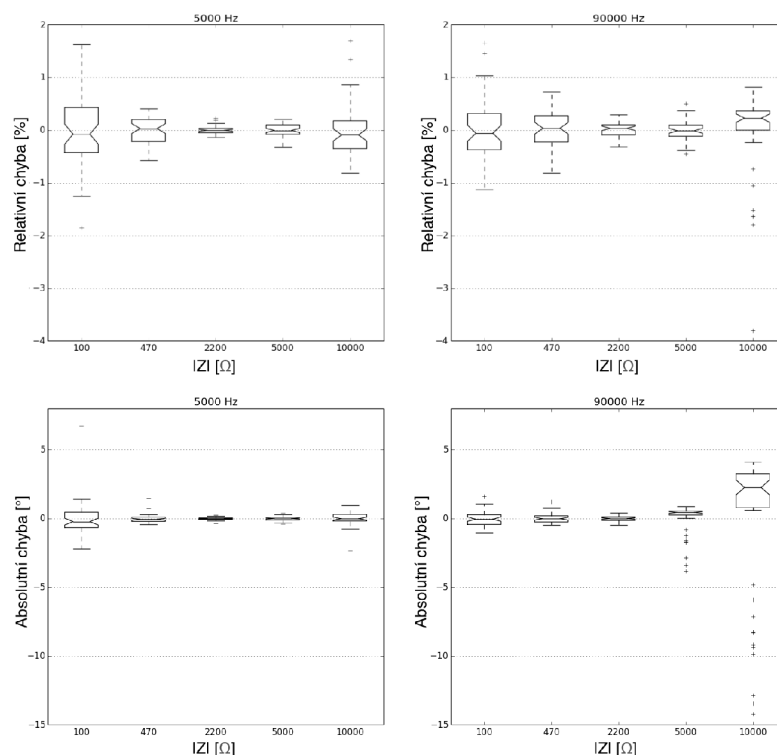 5000 Hz
2
1
0
−1
−2
−3
−4
Relativní chyba [%]
100 470 2200 5000 10000
|Z| [Ω]
90000 Hz
2
1
0
−1
−2
−3
−4
Relativní chyba [%]
100 470 2200 5000 10000
|Z| [Ω]
5000 Hz
5
0
−5
−10
−15
Absolutní chyba [°]
100 470 2200 5000 10000
|Z| [Ω]
90000 Hz
5
0
−5
−10
−15
Absolutní chyba [°]
100 470 2200 5000 10000
|Z| [Ω]